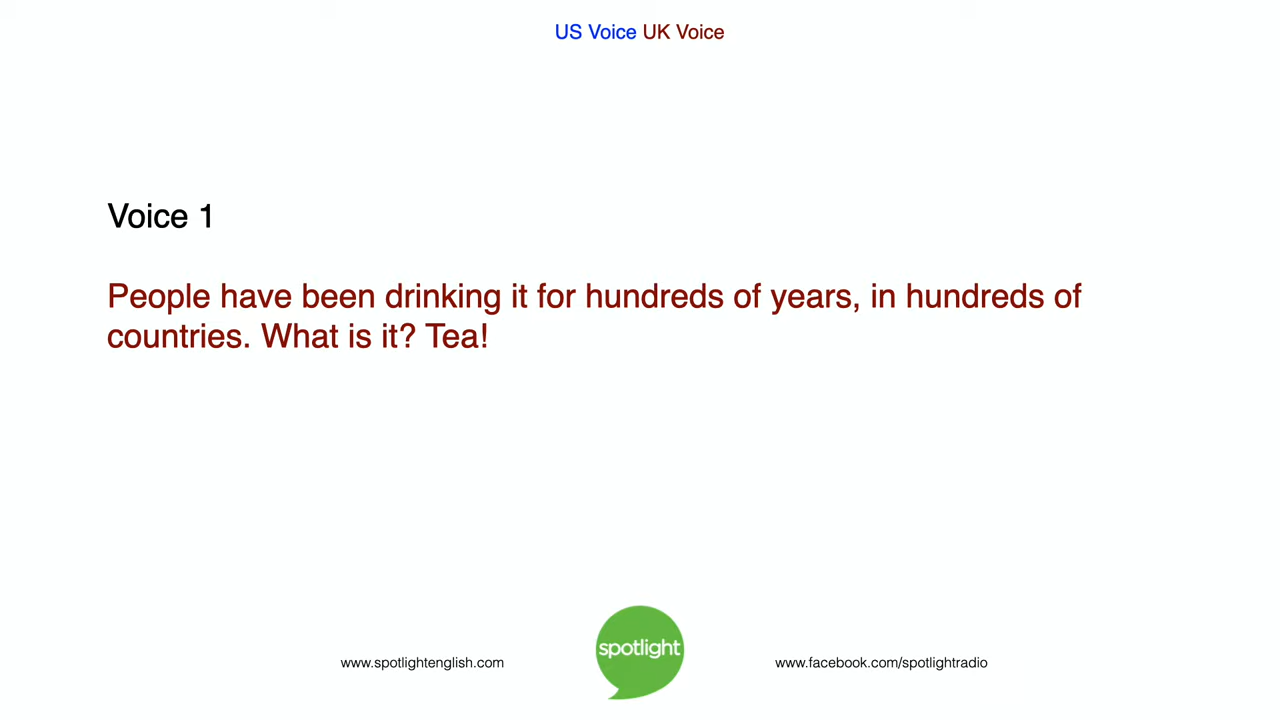 US Voice UK Voice
Voice 1
People have been drinking it for hundreds of years, in hundreds of
countries. What is it? Tea!
www.spotlightenglish.com
spotlight
www.facebook.com/spotlightradio